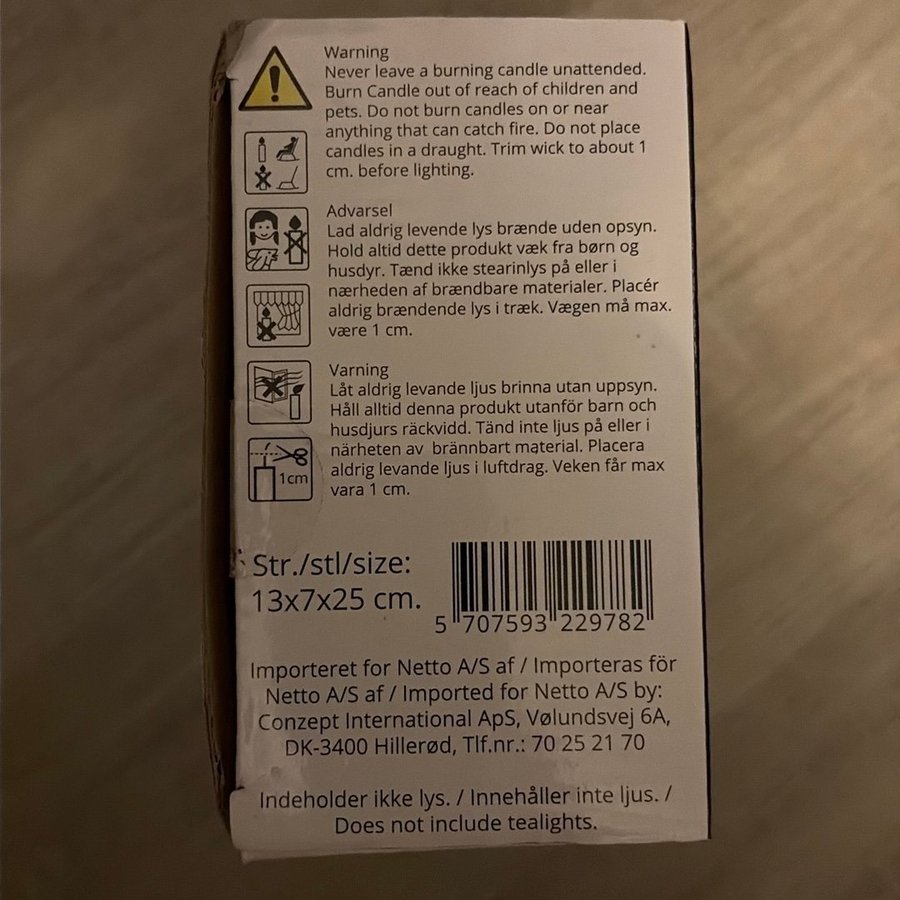 Warning
Never leave a burning candle unattended.
Burn Candle out of reach of children and
pets. Do not burn candles on or near
anything that can catch fire. Do not place
candles in a draught. Trim wick to about 1
cm. before lighting.
Advarsel
Lad aldrig levende lys brænde uden opsyn.
Hold altid dette produkt væk fra børn og
husdyr. Tænd ikke stearinlys på eller i
nærheden af brændbare materialer. Placér
aldrig brændende lys i træk. Vægen må max.
være 1 cm.
Varning
Låt aldrig levande ljus brinna utan uppsyn.
Håll alltid denna produkt utanför barn och
husdjurs räckvidd. Tänd inte ljus på eller i
närheten av brännbart material. Placera
aldrig levande ljus i luftdrag. Veken får max
vara 1 cm.
1cm
Str./stl/size:
13x7x25 cm.
5 707593 229782
Importeret for Netto A/S af / Importeras för
Netto A/S af / Imported for Netto A/S by:
Conzept International ApS, Vølundsvej 6A,
DK-3400 Hillerød, Tlf.nr.: 70 25 21 70
Indeholder ikke lys. / Innehåller inte ljus. /
Does not include tealights.